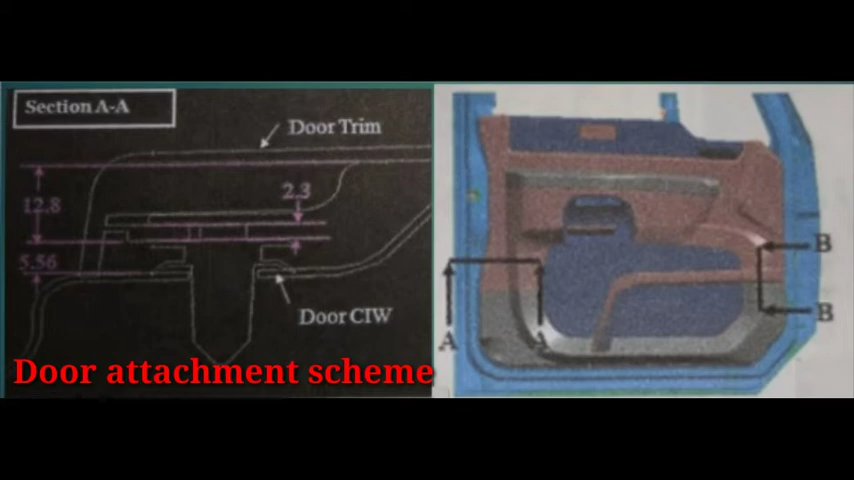 Section A-A
Door Trim
2.3
12.8
5.56
Door CIW
Door attachment scheme
A A
B
B